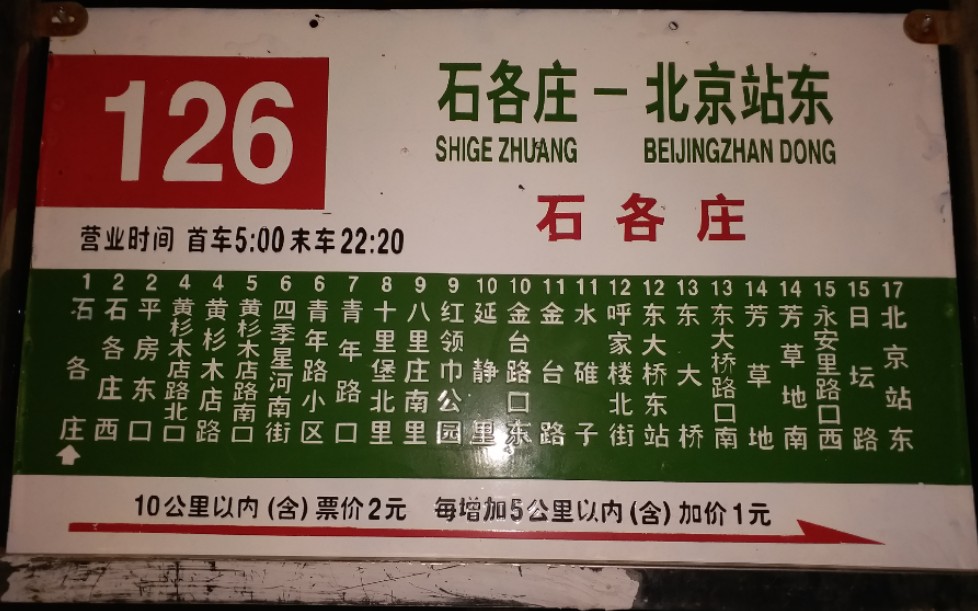 126
石各庄－北京站东
SHIGE ZHUANG BEIJINGZHAN DONG
石各庄
营业时间 首车5:00 末车22:20
1 2 2 4 4 5 6 6 7 8 9 9 10 10 11 11 12 12 13 13 14 14 15 15 17
石各庄
石各庄西
平房东口
黄杉木店路北口
黄杉木店路
黄杉木店路南口
四季星河南街
青年路小区
青年路口
十里堡北里
八里庄南里
红领巾公园
延静里
金台路口东
金台路
水碓子
呼家楼北街
东大桥东站
东大桥
东大桥路口南
芳草地
芳草地南
永安里路口西
日坛路
北京站东
10公里以内(含)票价2元 每增加5公里以内(含)加价1元